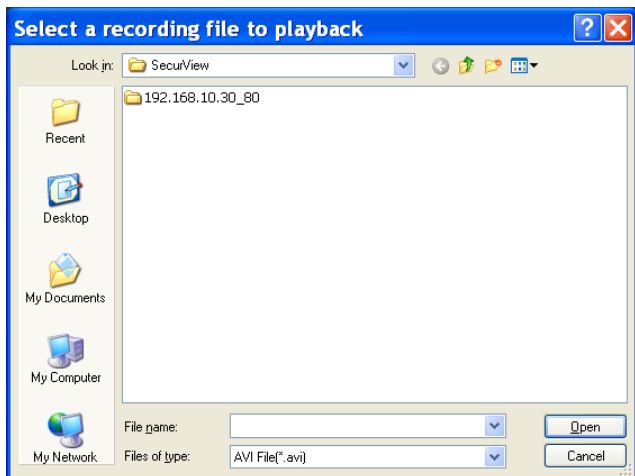 Select a recording file to playback
Look in: SecurView
192.168.10.30_80
Recent
Desktop
My Documents
My Computer
My Network
File name:
Open
Files of type: AVI File(*.avi)
Cancel